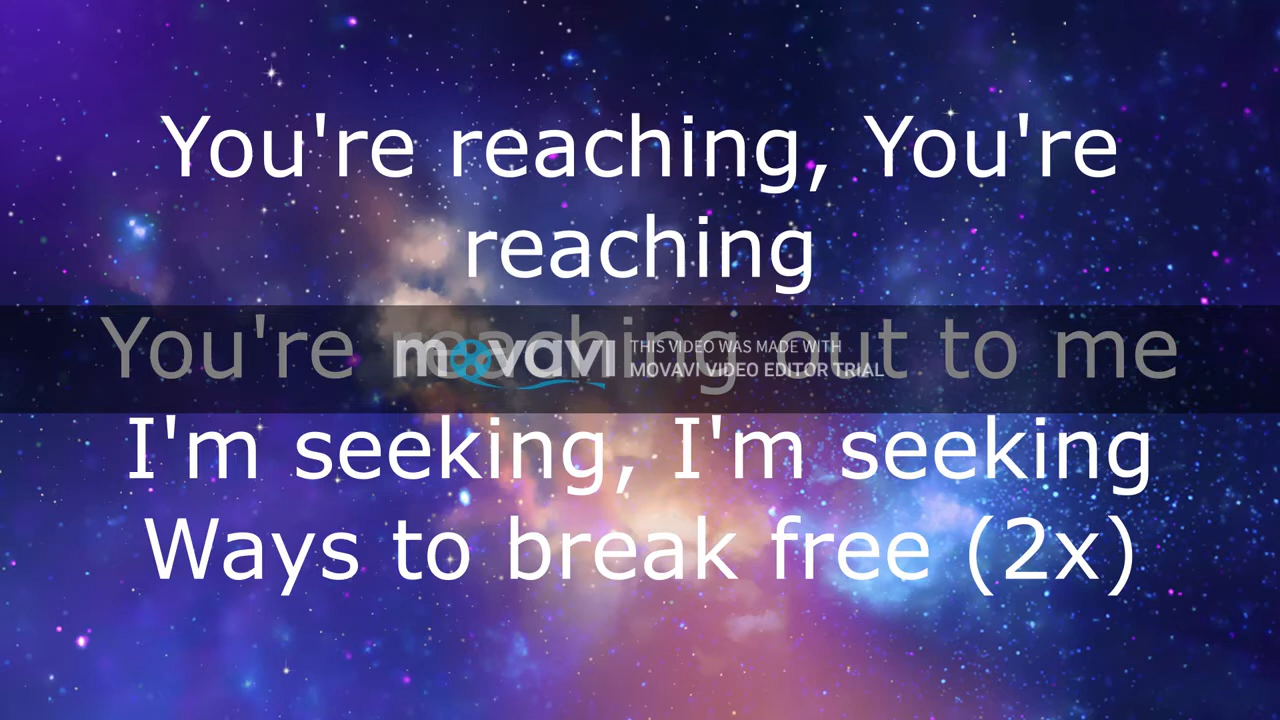 You're reaching, You're
reaching
You're reaching out to me
movavi
THIS VIDEO WAS MADE WITH
MOVAVI VIDEO EDITOR TRIAL
I'm seeking, I'm seeking
Ways to break free (2x)